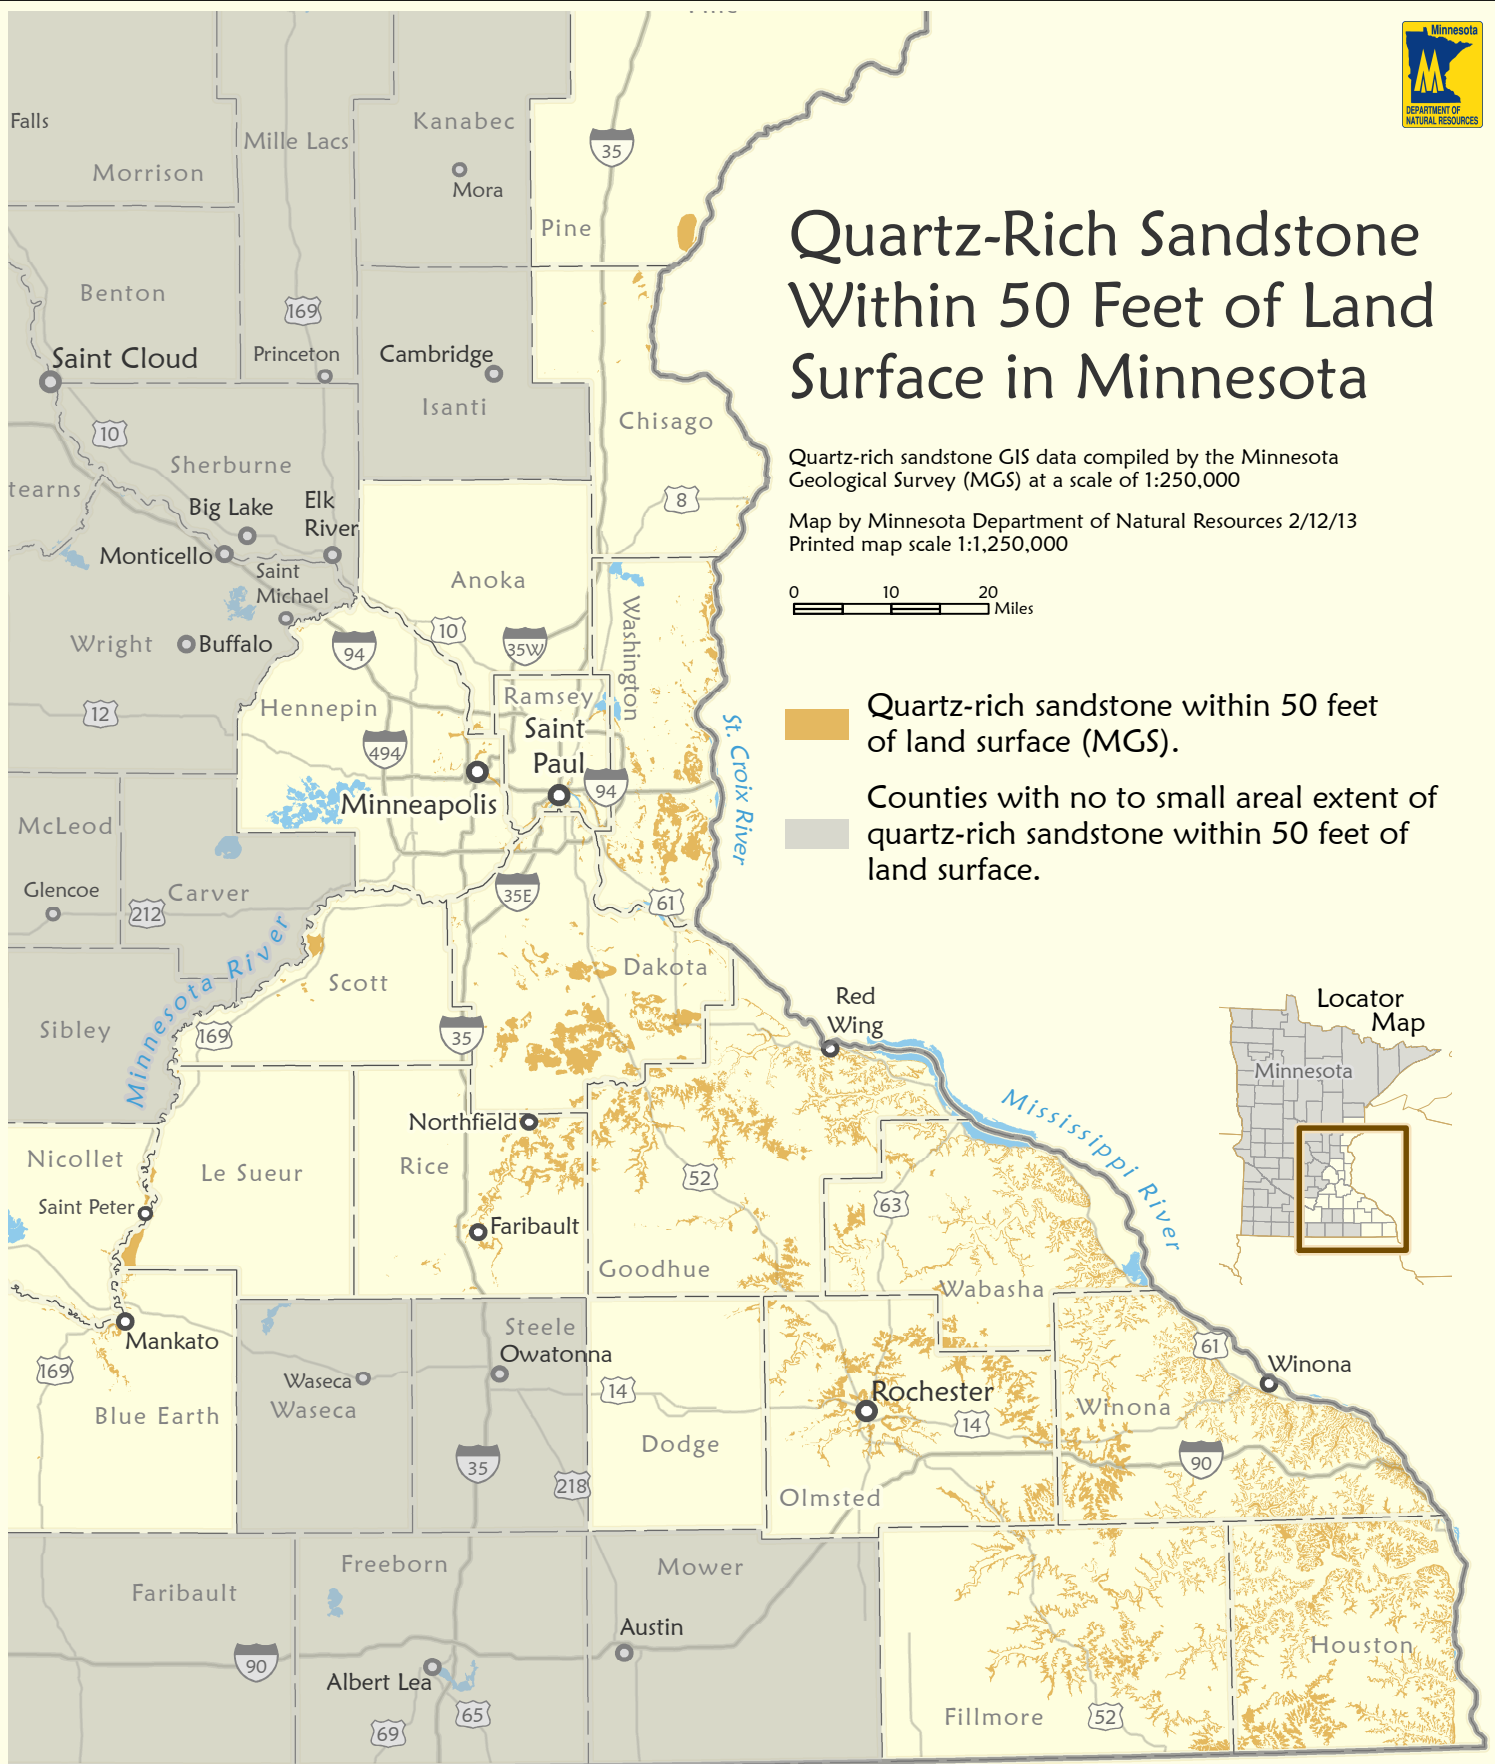 Minnesota
DEPARTMENT OF
NATURAL RESOURCES
Quartz-Rich Sandstone
Within 50 Feet of Land
Surface in Minnesota
Quartz-rich sandstone GIS data compiled by the Minnesota
Geological Survey (MGS) at a scale of 1:250,000
Map by Minnesota Department of Natural Resources 2/12/13
Printed map scale 1:1,250,000
0 10 20
Miles
Quartz-rich sandstone within 50 feet
of land surface (MGS).
Counties with no to small areal extent of
quartz-rich sandstone within 50 feet of
land surface.
Locator
Map
Minnesota
Falls
Morrison
Mille Lacs
Kanabec
Mora
35
Pine
Benton
169
Saint Cloud
Princeton
Cambridge
Isanti
Chisago
10
Sherburne
tearns
Big Lake
Elk
River
8
Monticello
Saint
Michael
Anoka
Washington
Wright
Buffalo
94
10
35W
12
Hennepin
Ramsey
494
Saint
Paul
94
Minneapolis
St. Croix River
McLeod
Glencoe
212
Carver
35E
61
Minnesota River
Scott
Dakota
Sibley
169
35
Red
Wing
Mississippi River
Northfield
Nicollet
Le Sueur
Rice
52
63
Saint Peter
Faribault
Goodhue
Wabasha
Mankato
Steele
Owatonna
61
Winona
169
Waseca
Waseca
14
Rochester
14
Winona
Blue Earth
Dodge
35
218
90
Olmsted
Faribault
Freeborn
Mower
Austin
Houston
90
Albert Lea
69
65
Fillmore
52